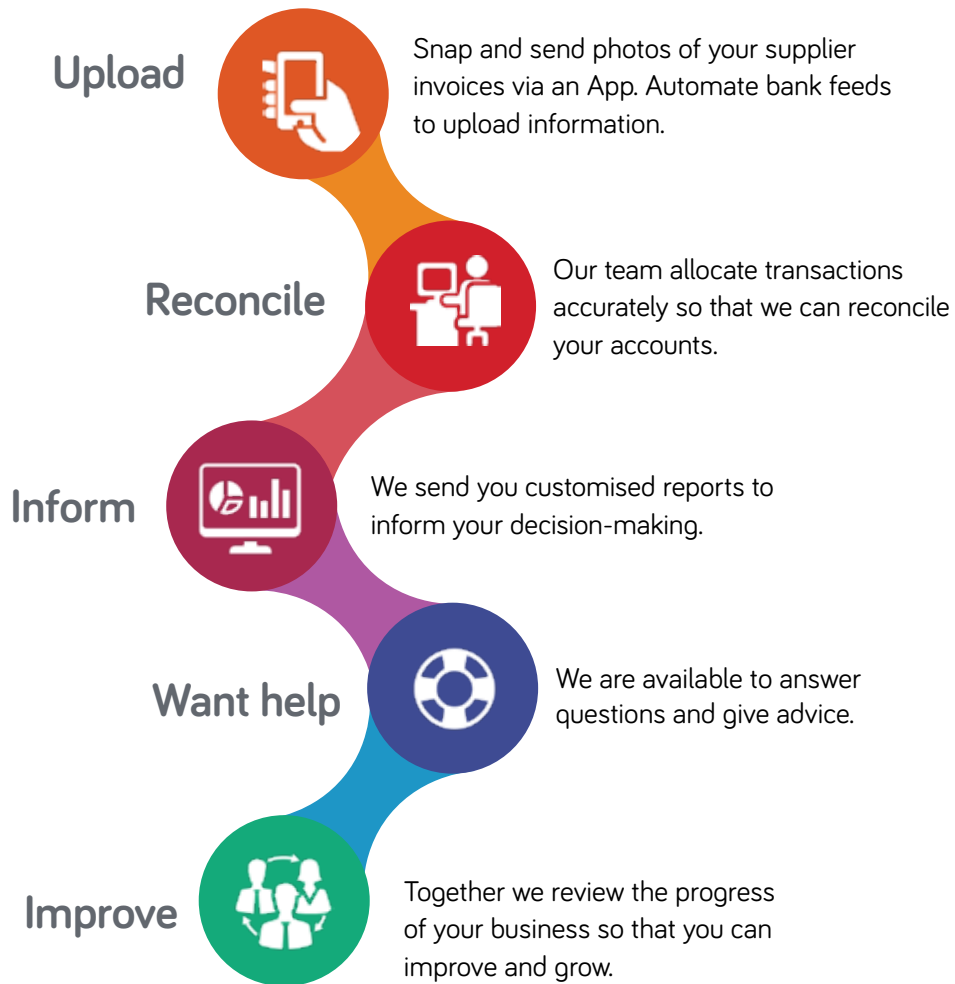 Upload
Snap and send photos of your supplier
invoices via an App. Automate bank feeds
to upload information.
Reconcile
Our team allocate transactions
accurately so that we can reconcile
your accounts.
Inform
We send you customised reports to
inform your decision-making.
Want help
We are available to answer
questions and give advice.
Improve
Together we review the progress
of your business so that you can
improve and grow.